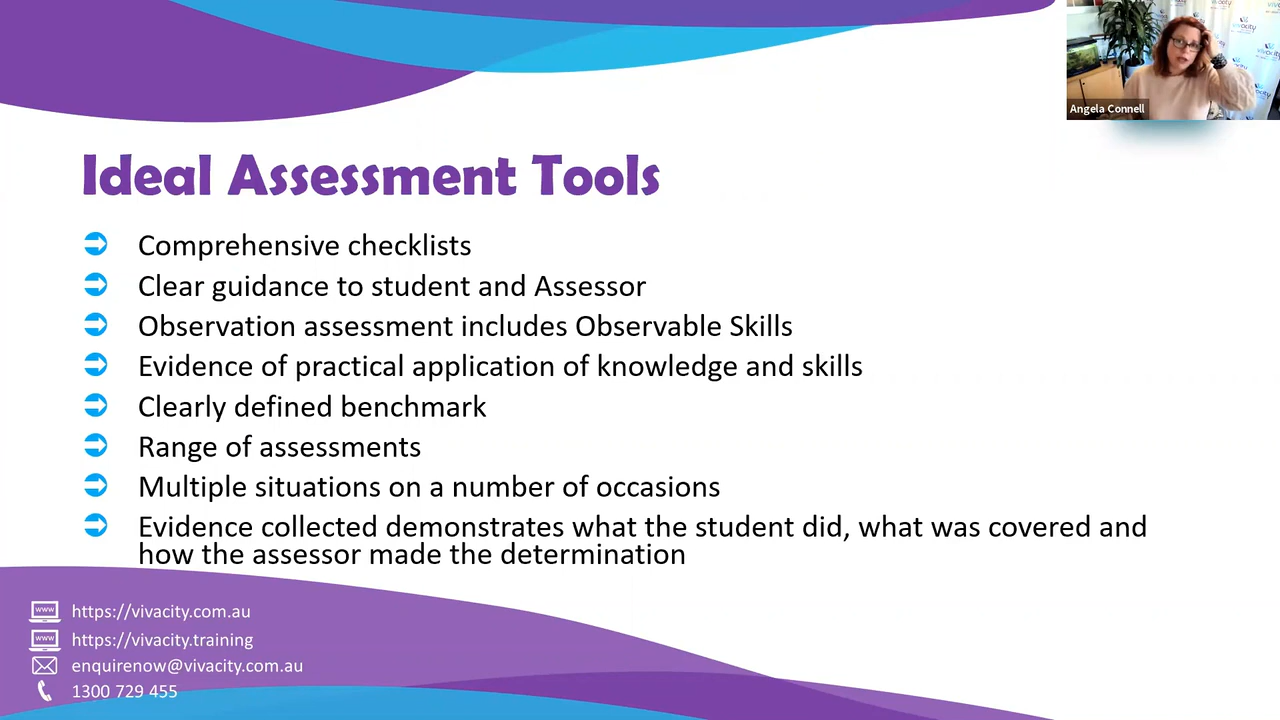 Angela Connell
Ideal Assessment Tools
Comprehensive checklists
Clear guidance to student and Assessor
Observation assessment includes Observable Skills
Evidence of practical application of knowledge and skills
Clearly defined benchmark
Range of assessments
Multiple situations on a number of occasions
Evidence collected demonstrates what the student did, what was covered and
how the assessor made the determination
www https://vivacity.com.au
www https://vivacity.training
enquirenow@vivacity.com.au
1300 729 455